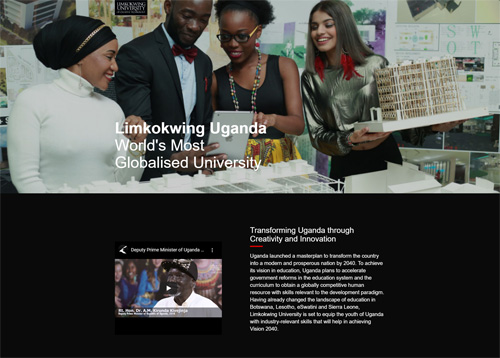 LIMKOKWING
UNIVERSITY
Limkokwing Uganda
World's Most
Globalised University
S W
O T
Deputy Prime Minister of Uganda ...
Rt. Hon. Dr. A.M. Kirunda Kivejinja
Transforming Uganda through
Creativity and Innovation
Uganda launched a masterplan to transform the country
into a modern and prosperous nation by 2040. To achieve
its vision in education, Uganda plans to accelerate
government reforms in the education system and the
curriculum to obtain a globally competitive human
resource with skills relevant to the development paradigm.
Having already changed the landscape of education in
Botswana, Lesotho, eSwatini and Sierra Leone,
Limkokwing University is set to equip the youth of Uganda
with industry-relevant skills that will help in achieving
Vision 2040.